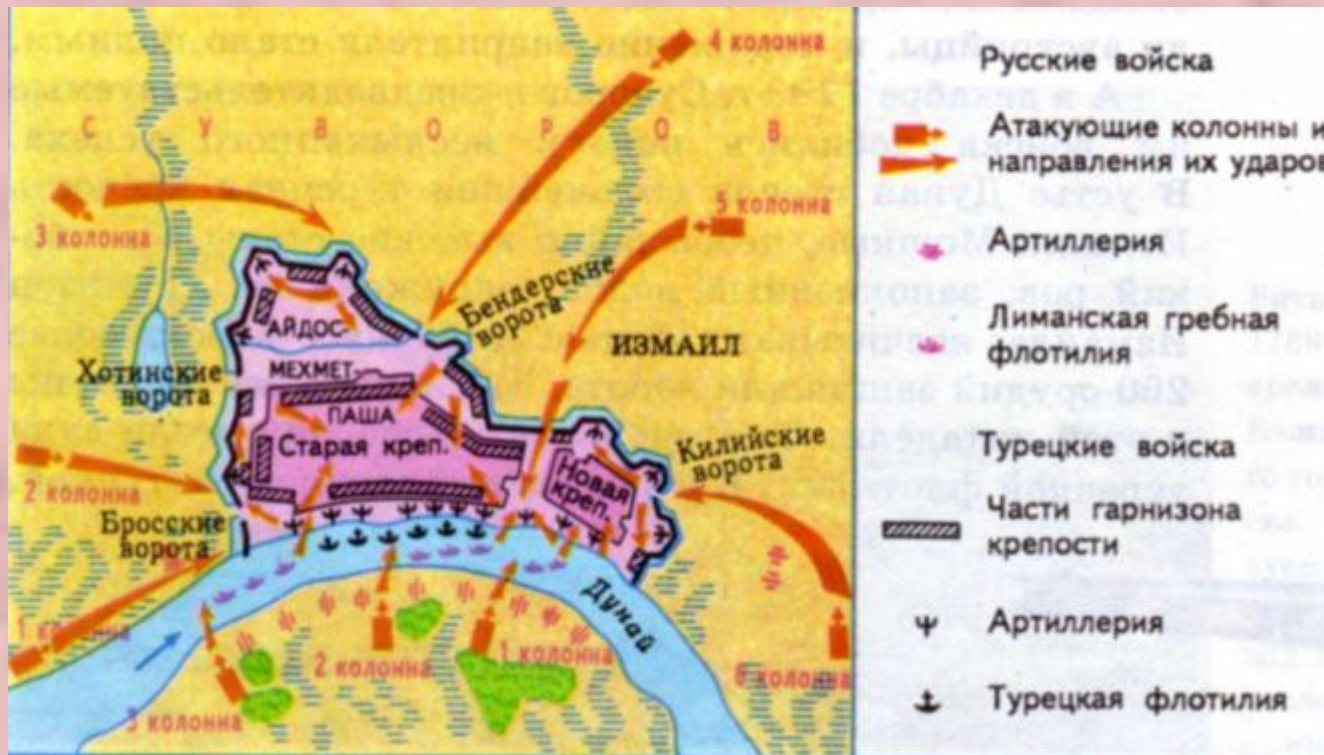 4 колонна
С У В О Р О В
5 колонна
3 колонна
Бендерские
ворота
АЙДОС-
ИЗМАИЛ
МЕХМЕТ-
Хотинские
ворота
ПАША
Старая креп.
Килийские
ворота
Новая
креп.
2 колонна
Бросские
ворота
Дунай
1 колонна
2 колонна
1 колонна
6 колонна
3 колонна
Русские войска
Атакующие колонны и
направления их ударов
Артиллерия
Лиманская гребная
флотилия
Турецкие войска
Части гарнизона
крепости
Артиллерия
Турецкая флотилия